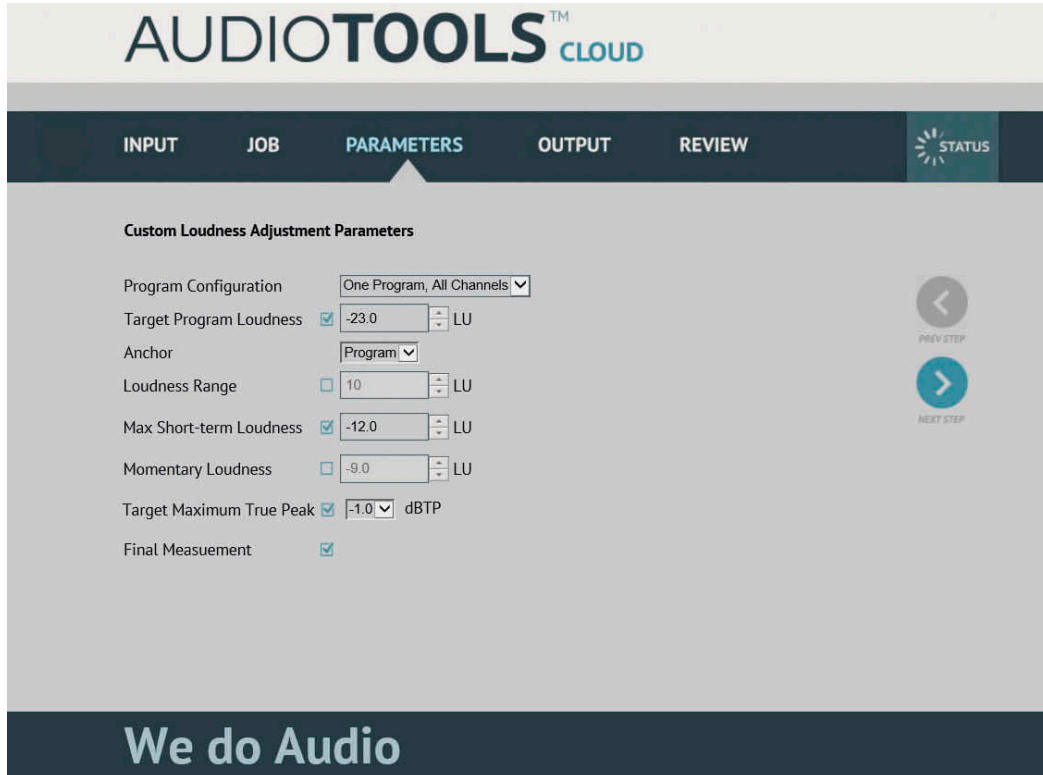 AUDIOTOOLS™ CLOUD
INPUT JOB PARAMETERS OUTPUT REVIEW STATUS
Custom Loudness Adjustment Parameters
Program Configuration One Program, All Channels
Target Program Loudness -23.0 LU
Anchor Program
Loudness Range 10 LU
Max Short-term Loudness -12.0 LU
Momentary Loudness -9.0 LU
Target Maximum True Peak -1.0 dBTP
Final Measuement
PREV STEP
NEXT STEP
We do Audio